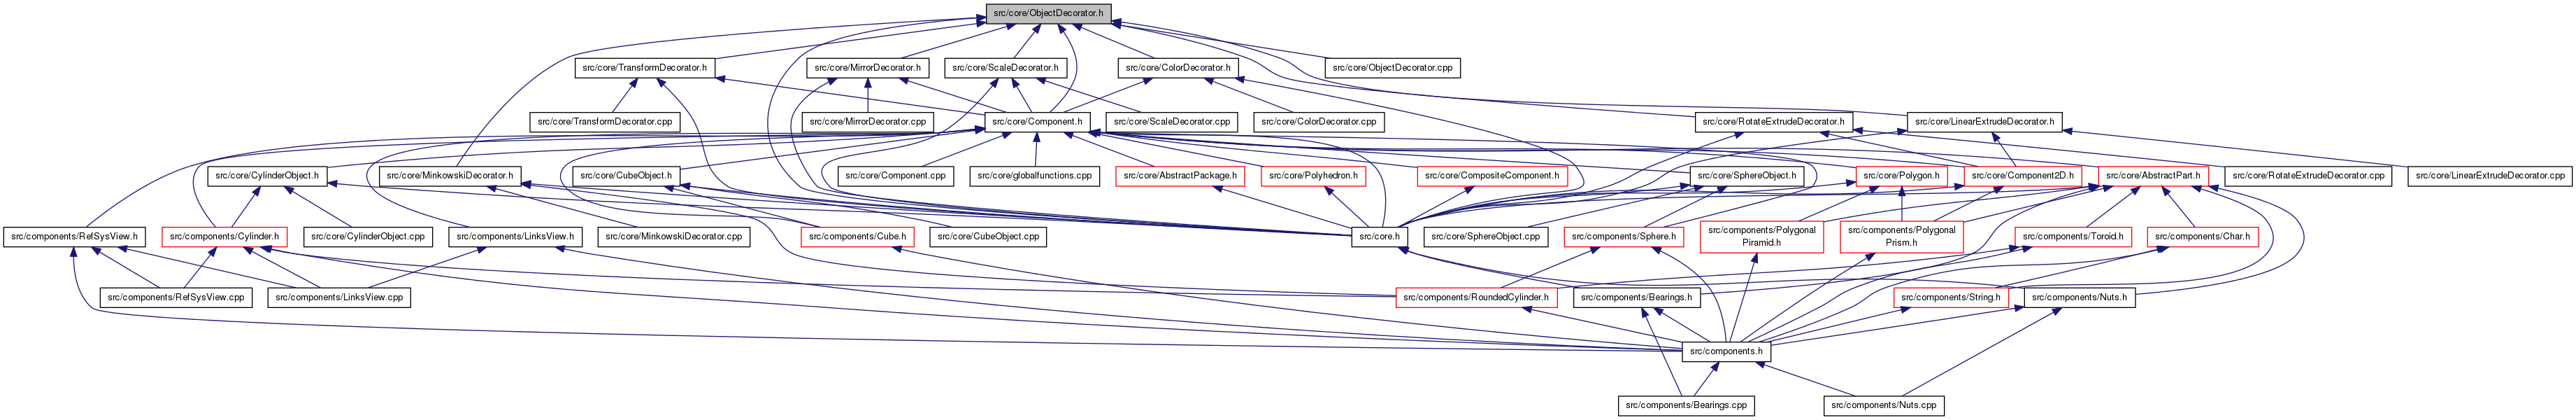 src/core/ObjectDecorator.h
src/core/TransformDecorator.h
src/core/MirrorDecorator.h
src/core/ScaleDecorator.h
src/core/ColorDecorator.h
src/core/ObjectDecorator.cpp
src/core/TransformDecorator.cpp
src/core/MirrorDecorator.cpp
src/core/Component.h
src/core/ScaleDecorator.cpp
src/core/ColorDecorator.cpp
src/core/RotateExtrudeDecorator.h
src/core/LinearExtrudeDecorator.h
src/core/CylinderObject.h
src/core/MinkowskiDecorator.h
src/core/CubeObject.h
src/core/Component.cpp
src/core/globalfunctions.cpp
src/core/AbstractPackage.h
src/core/Polyhedron.h
src/core/CompositeComponent.h
src/core/SphereObject.h
src/core/Polygon.h
src/core/Component2D.h
src/core/AbstractPart.h
src/core/RotateExtrudeDecorator.cpp
src/core/LinearExtrudeDecorator.cpp
src/components/RefSysView.h
src/components/Cylinder.h
src/core/CylinderObject.cpp
src/components/LinksView.h
src/core/MinkowskiDecorator.cpp
src/components/Cube.h
src/core/CubeObject.cpp
src/core.h
src/core/SphereObject.cpp
src/components/Sphere.h
src/components/Polygonal
Piramid.h
src/components/Polygonal
Prism.h
src/components/Toroid.h
src/components/Char.h
src/components/RefSysView.cpp
src/components/LinksView.cpp
src/components/RoundedCylinder.h
src/components/Bearings.h
src/components/String.h
src/components/Nuts.h
src/components.h
src/components/Bearings.cpp
src/components/Nuts.cpp